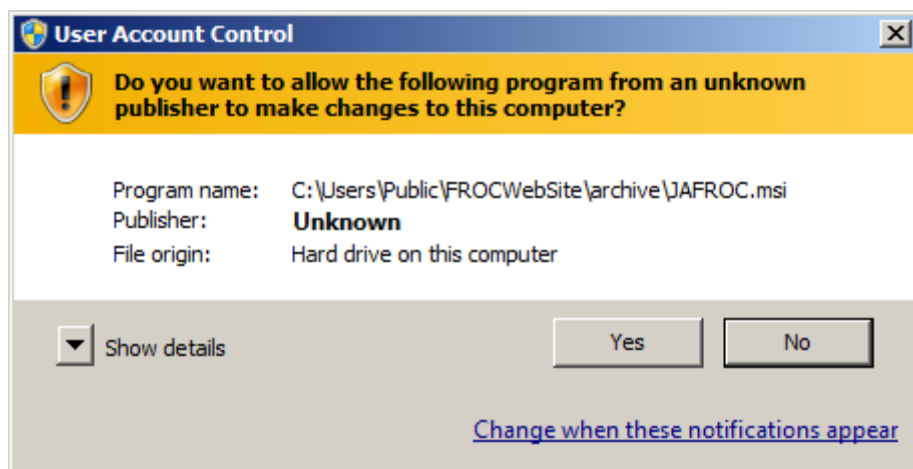 User Account Control
Do you want to allow the following program from an unknown
publisher to make changes to this computer?
Program name: C:\Users\Public\FROCWebSite\archive\JAFROC.msi
Publisher: Unknown
File origin: Hard drive on this computer
Show details
Yes
No
Change when these notifications appear